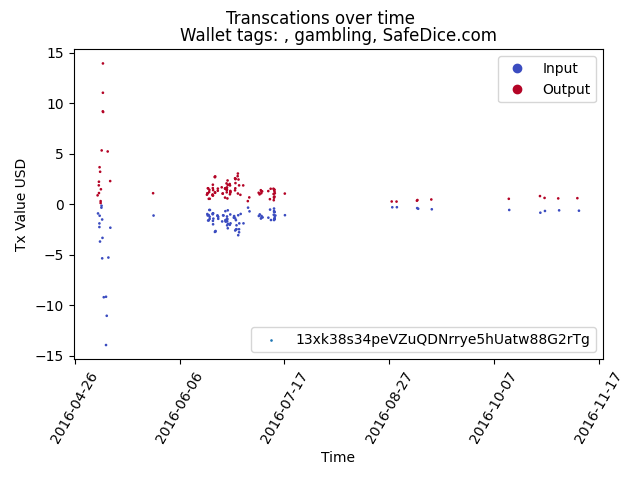 Transcations over time
Wallet tags: , gambling, SafeDice.com
Input
Output
Tx Value USD
15
10
5
0
−5
−10
−15
13xk38s34peVZuQDNrrye5hUatw88G2rTg
2016-04-26
2016-06-06
2016-07-17
2016-08-27
2016-10-07
2016-11-17
Time